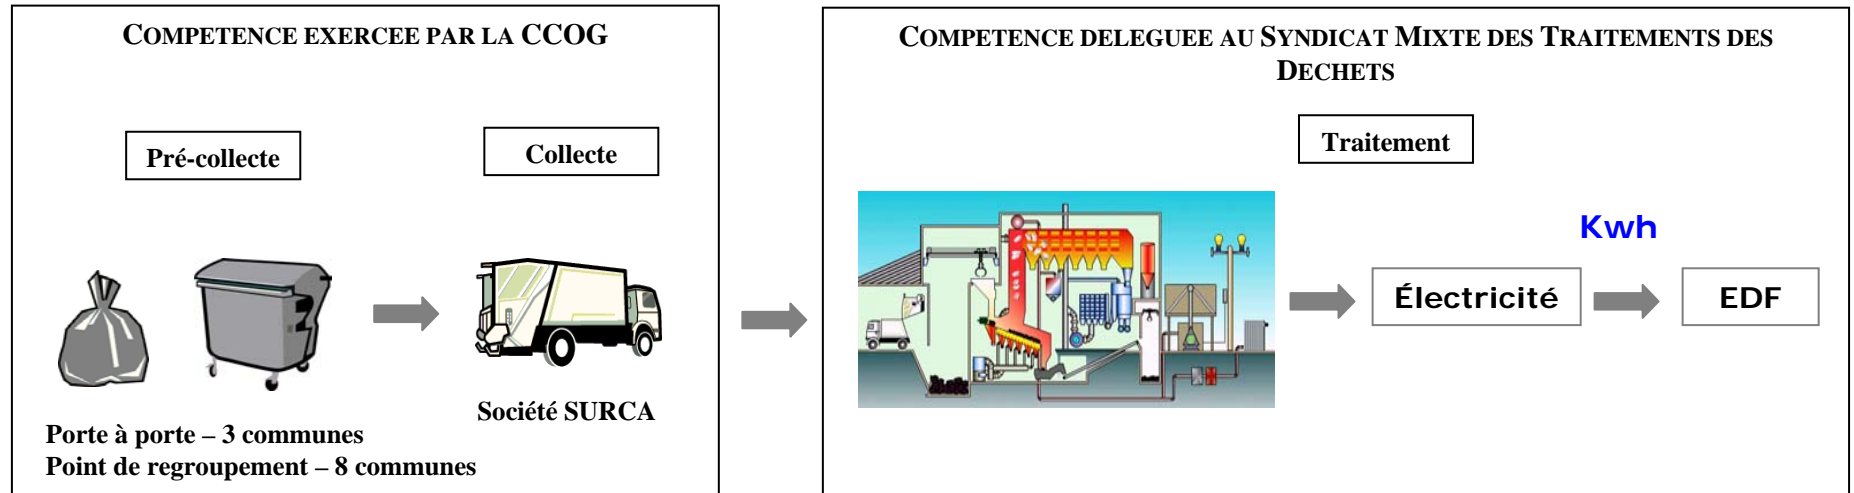 COMPETENCE EXERCEE PAR LA CCOG
Pré-collecte
Collecte
Société SURCA
Porte à porte – 3 communes
Point de regroupement – 8 communes
COMPETENCE DELEGUEE AU SYNDICAT MIXTE DES TRAITEMENTS DES
DECHETS
Traitement
Kwh
Électricité
EDF